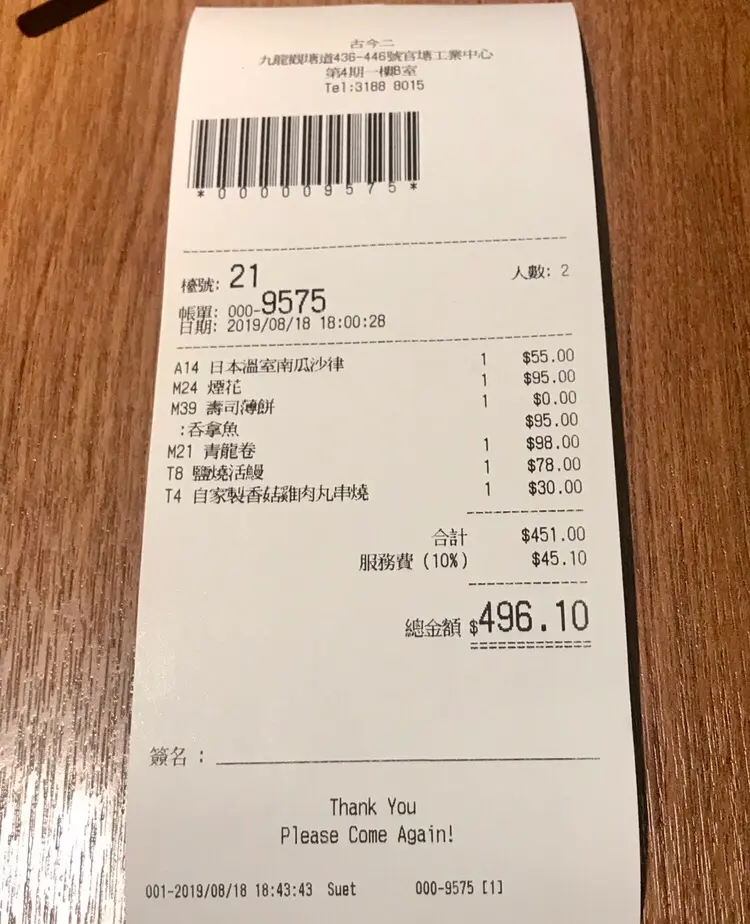 古今二
九龍觀塘道436-446號官塘工業中心
第4期一樓B室
Tel:3188 8015
*0000009575*
檯號: 21 人數: 2
帳單: 000-9575
日期: 2019/08/18 18:00:28
A14 日本溫室南瓜沙律 1 $55.00
M24 煙花 1 $95.00
M39 壽司薄餅 1 $0.00
:吞拿魚 $95.00
M21 青龍卷 1 $98.00
T8 鹽燒活鰻 1 $78.00
T4 自家製香菇雞肉丸串燒 1 $30.00
合計 $451.00
服務費 (10%) $45.10
總金額 $496.10
簽名 :
Thank You
Please Come Again!
001-2019/08/18 18:43:43 Suet 000-9575 [1]